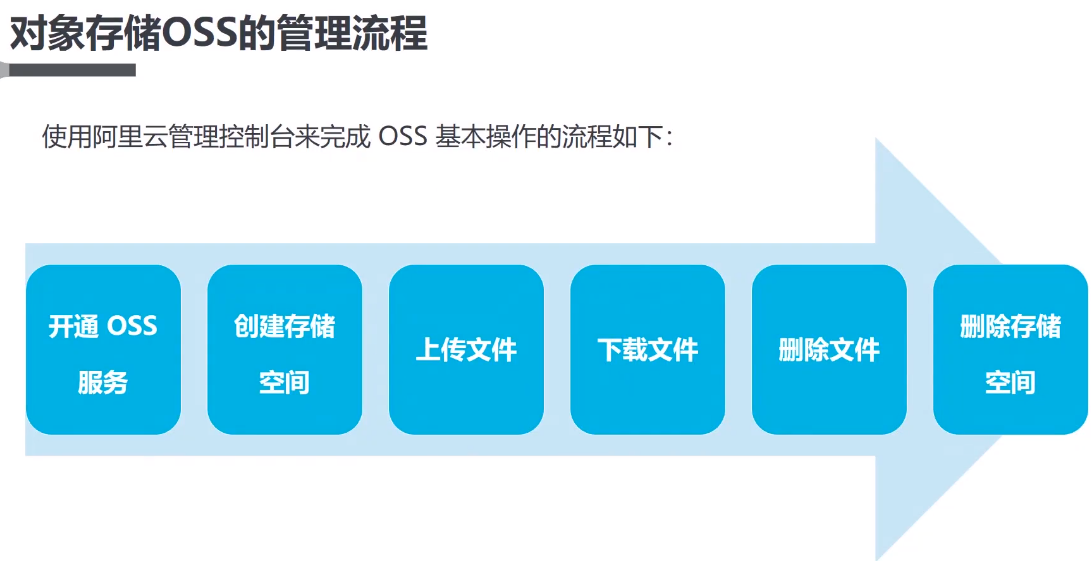 对象存储OSS的管理流程
使用阿里云管理控制台来完成 OSS 基本操作的流程如下：
开通 OSS
服务
创建存储
空间
上传文件
下载文件
删除文件
删除存储
空间